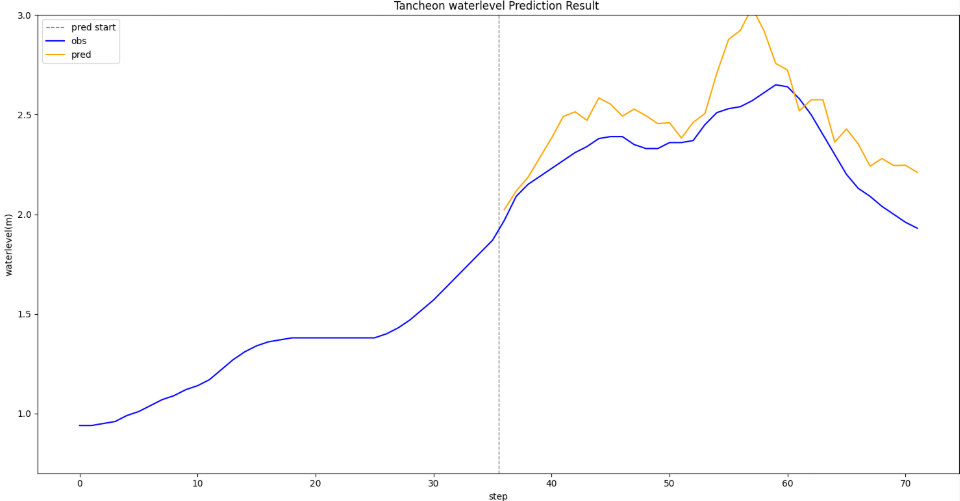 Tancheon waterlevel Prediction Result
pred start
obs
pred
waterlevel(m)
3.0
2.5
2.0
1.5
1.0
0 10 20 30 40 50 60 70
step